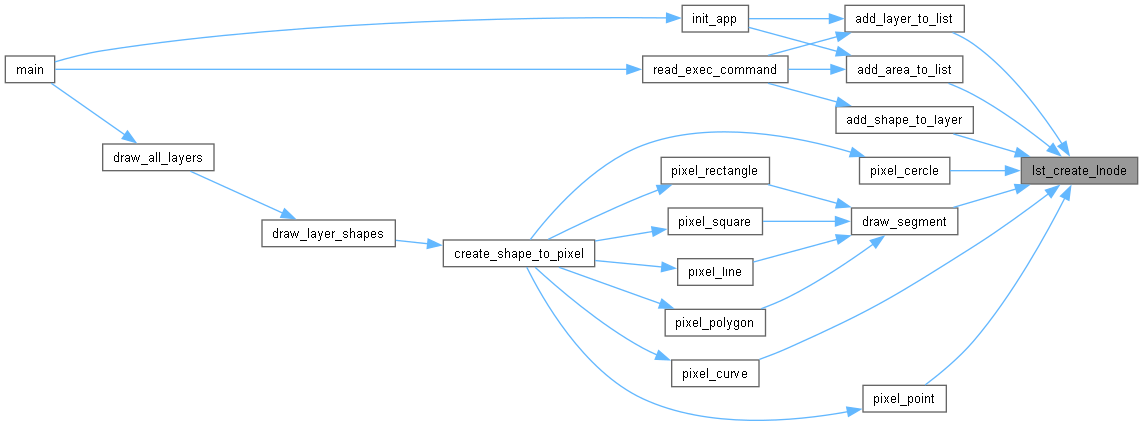 main
init_app
read_exec_command
add_layer_to_list
add_area_to_list
add_shape_to_layer
draw_all_layers
draw_layer_shapes
create_shape_to_pixel
pixel_cercle
pixel_rectangle
pixel_square
pixel_line
pixel_polygon
pixel_curve
pixel_point
draw_segment
lst_create_lnode